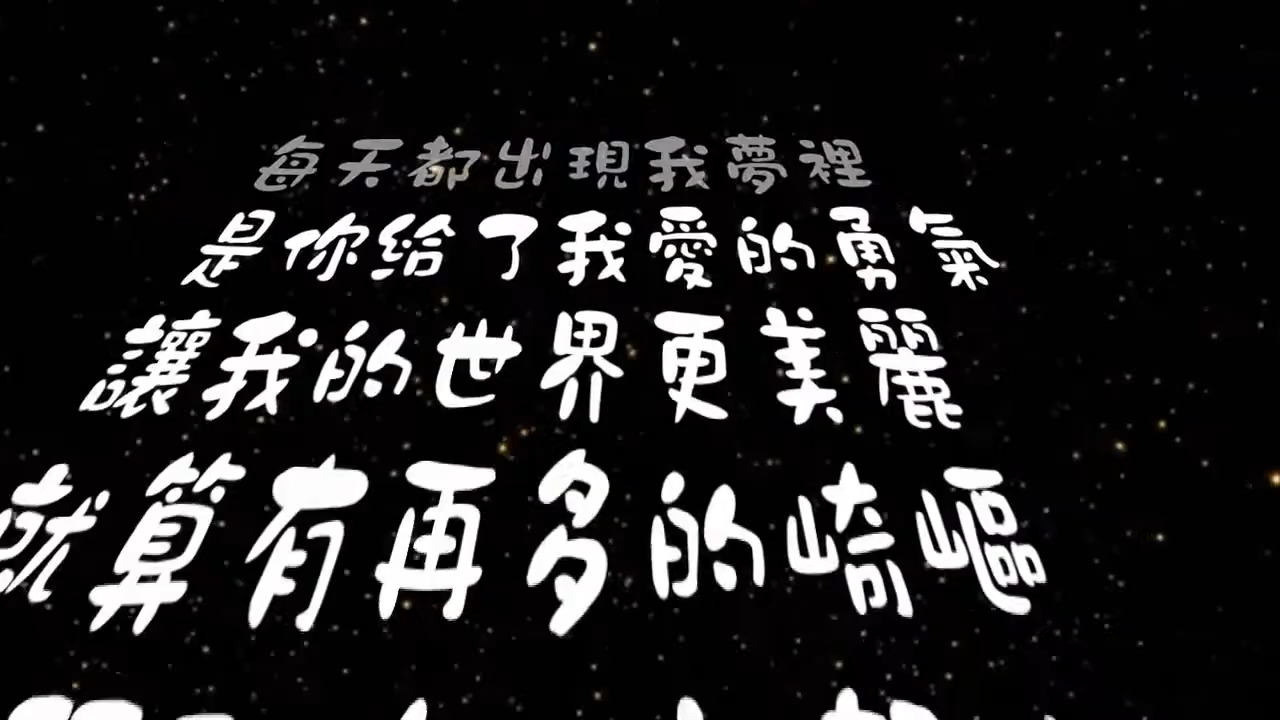 每天都出現我夢裡
是你給了我愛的勇氣
讓我的世界更美麗
就算有再多的崎嶇